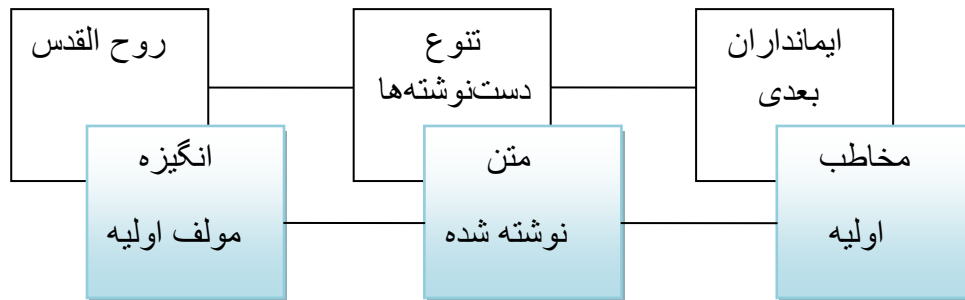 روح القدس
تنوع
دست‌نوشته‌ها
ایمانداران
بعدی
انگیزه
مولف اولیه
متن
نوشته شده
مخاطب
اولیه